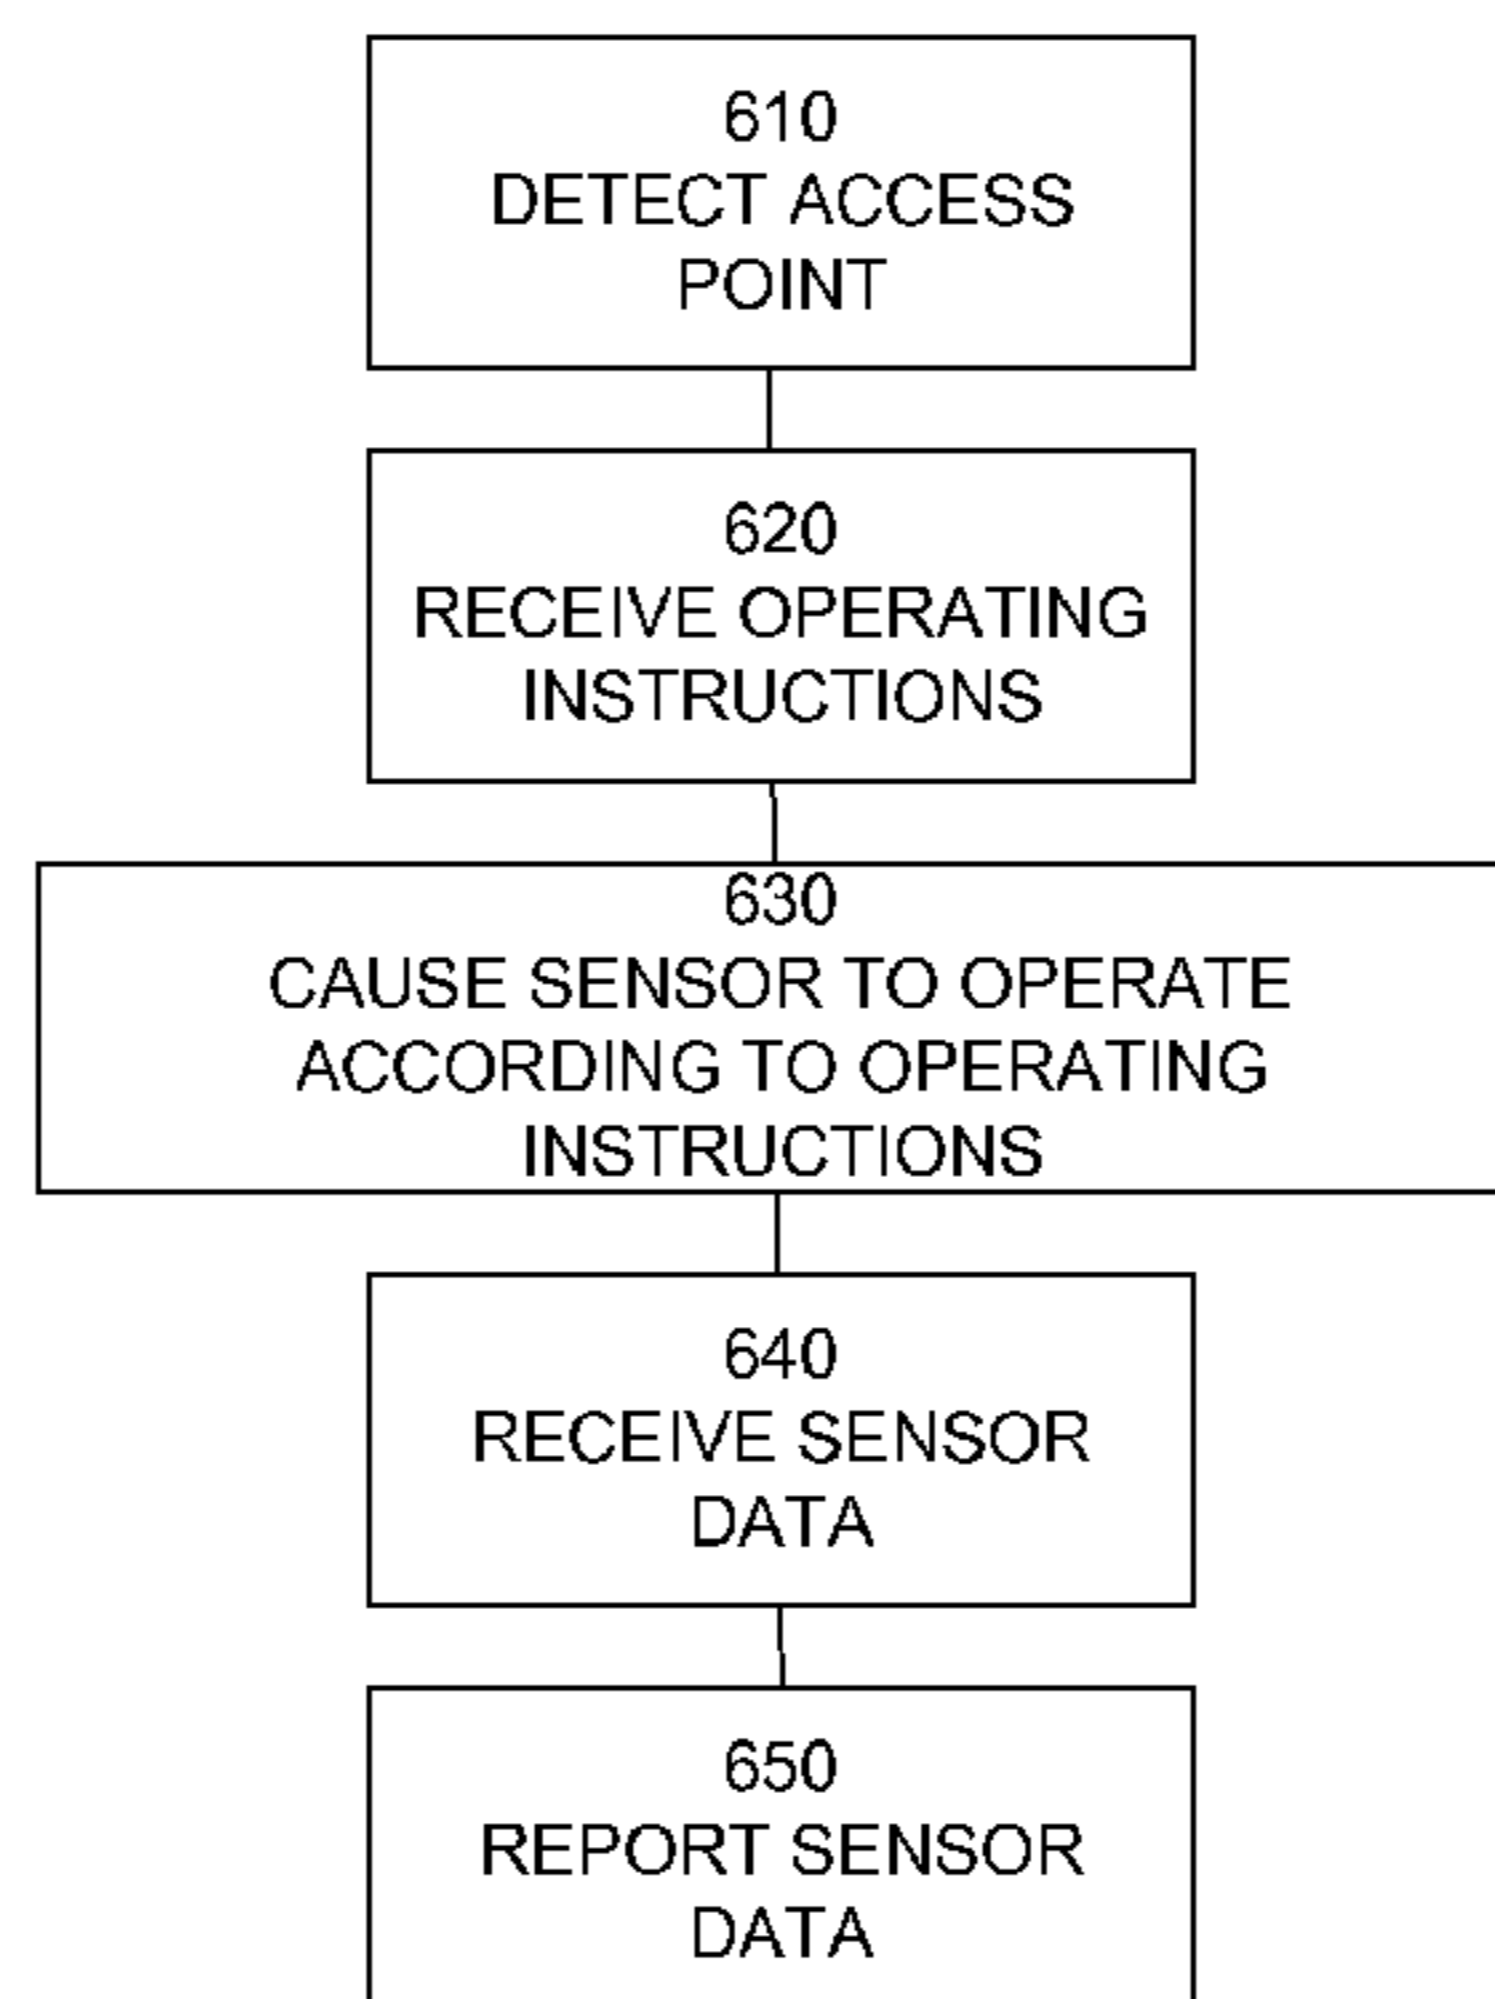 610
DETECT ACCESS
POINT
620
RECEIVE OPERATING
INSTRUCTIONS
630
CAUSE SENSOR TO OPERATE
ACCORDING TO OPERATING
INSTRUCTIONS
640
RECEIVE SENSOR
DATA
650
REPORT SENSOR
DATA